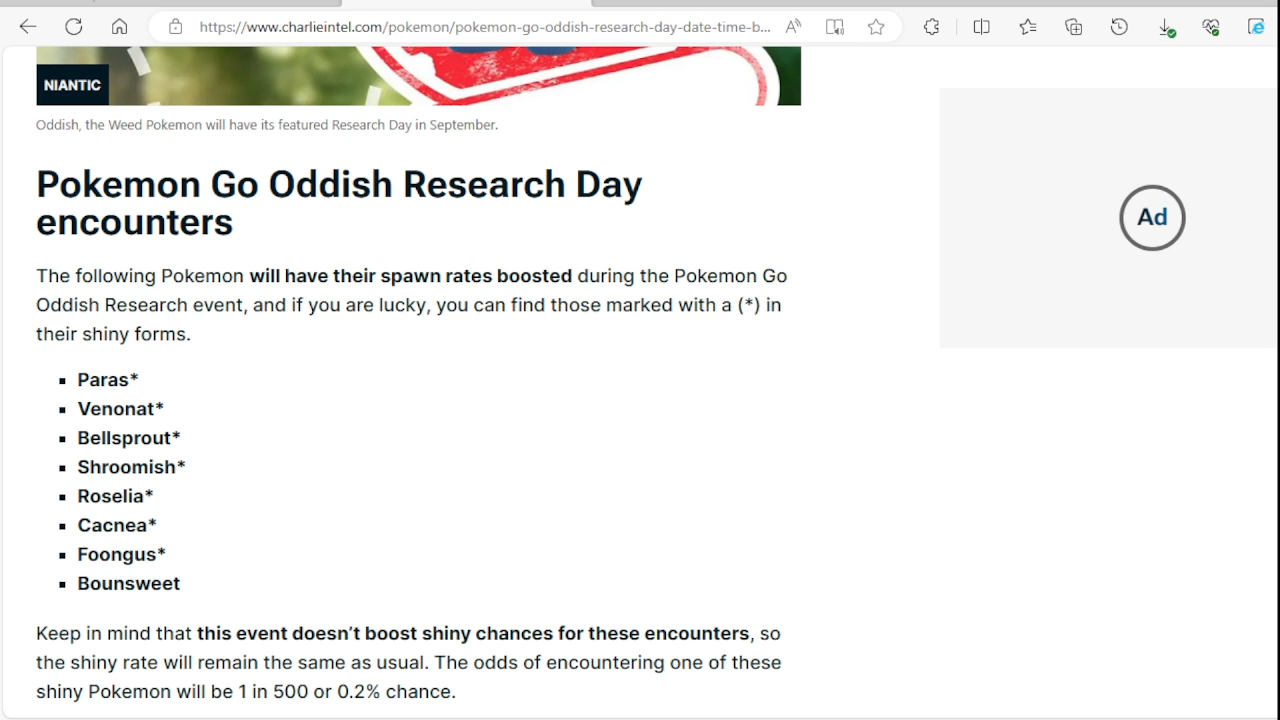 https://www.charlieintel.com/pokemon/pokemon-go-oddish-research-day-date-time-b...
NIANTIC
Oddish, the Weed Pokemon will have its featured Research Day in September.
Pokemon Go Oddish Research Day
encounters
The following Pokemon will have their spawn rates boosted during the Pokemon Go
Oddish Research event, and if you are lucky, you can find those marked with a (*) in
their shiny forms.
Paras*
Venonat*
Bellsprout*
Shroomish*
Roselia*
Cacnea*
Foongus*
Bounsweet
Keep in mind that this event doesn’t boost shiny chances for these encounters, so
the shiny rate will remain the same as usual. The odds of encountering one of these
shiny Pokemon will be 1 in 500 or 0.2% chance.
Ad